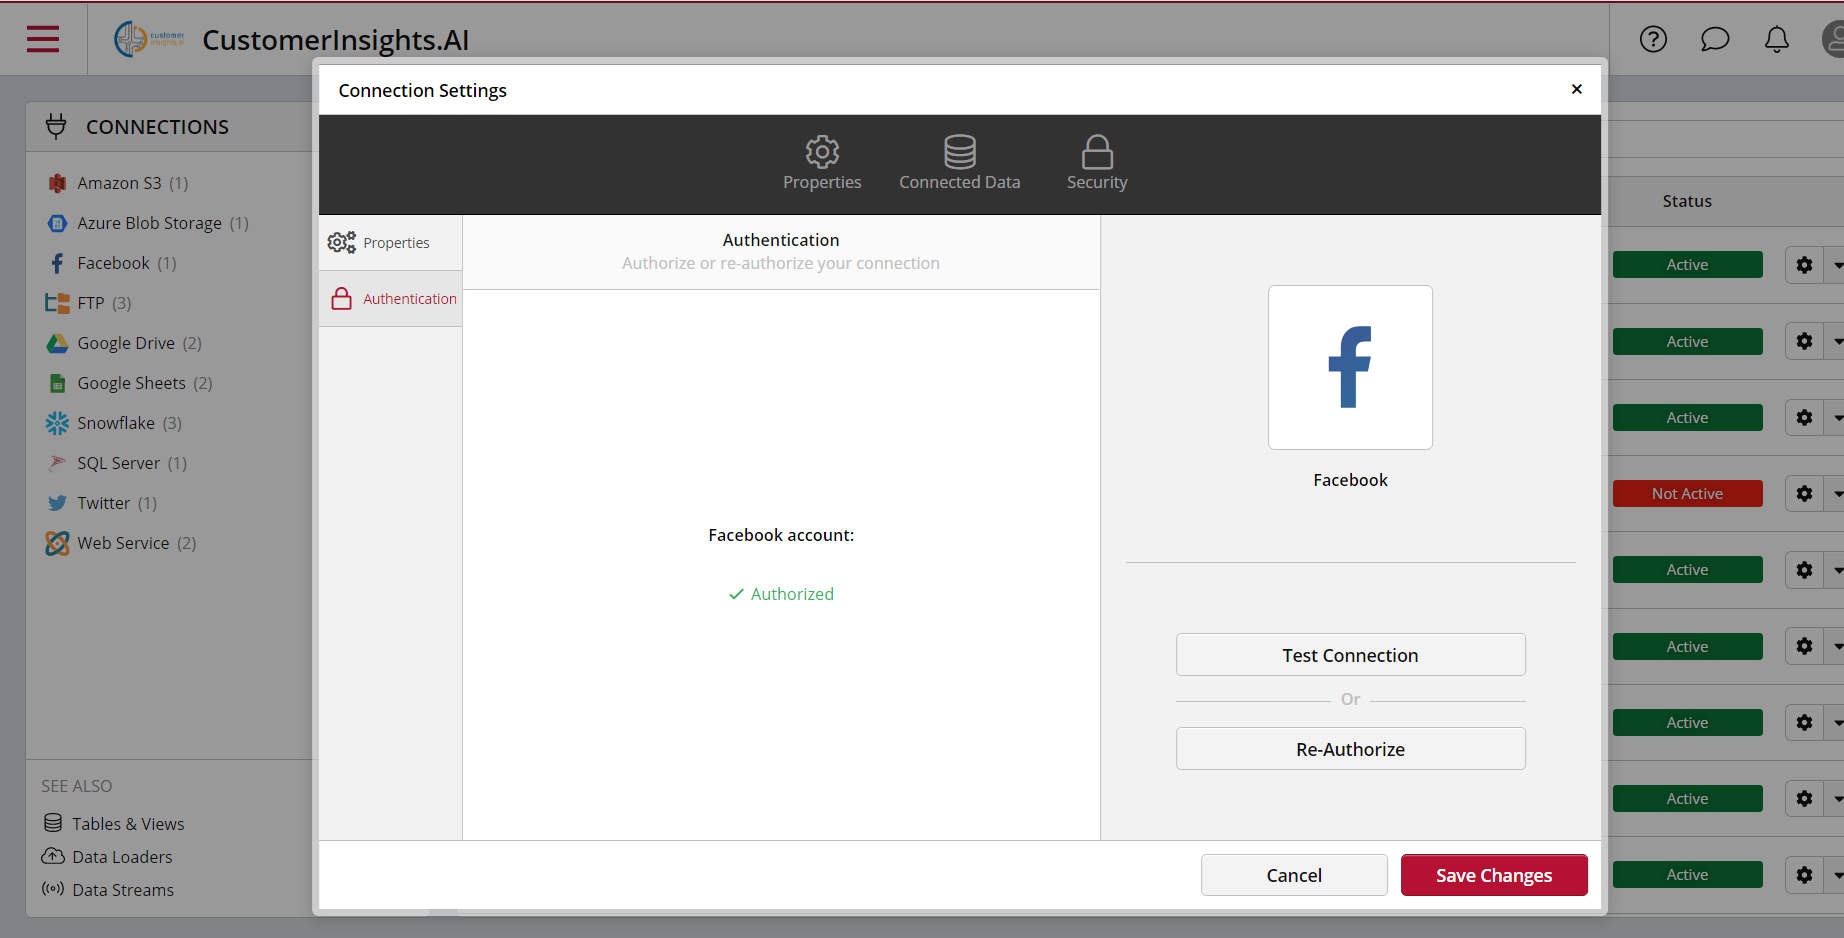 customer
insights.ai
CustomerInsights.AI
Connection Settings
×
Properties
Connected Data
Security
CONNECTIONS
Amazon S3 (1)
Azure Blob Storage (1)
Facebook (1)
FTP (3)
Google Drive (2)
Google Sheets (2)
Snowflake (3)
SQL Server (1)
Twitter (1)
Web Service (2)
SEE ALSO
Tables & Views
Data Loaders
Data Streams
Properties
Authentication
Authentication
Authorize or re-authorize your connection
Facebook account:
Authorized
Facebook
Test Connection
Or
Re-Authorize
Cancel
Save Changes
Status
Active
Active
Active
Not Active
Active
Active
Active
Active
Active